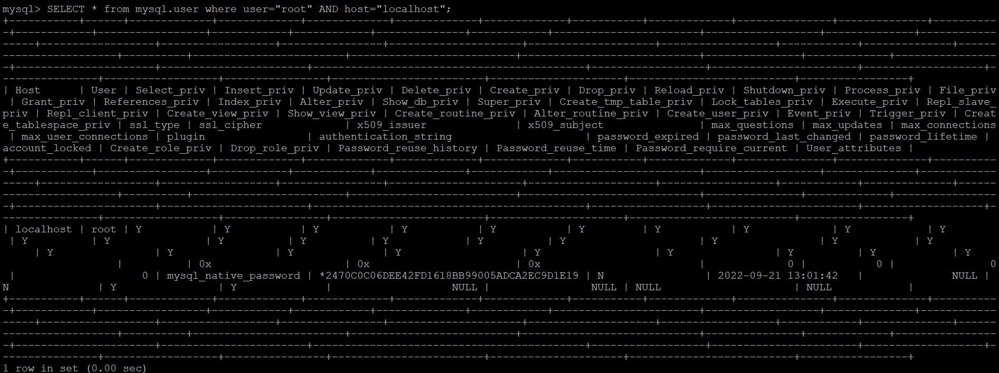 mysql> SELECT * from mysql.user where user="root" AND host="localhost";
+-----------+------+-------------+-------------+-------------+-------------+-------------+-----------+-------------+---------------+--------------+----------
-+------------+-----------------+------------+------------+--------------+------------+-----------------------+------------------+--------------+------------
-----+------------------+------------------+----------------+---------------------+--------------------+------------------+------------+--------------+------
------------------+----------+------------------------+--------------------------+----------------------------+---------------+-------------+----------------
-+----------------------+-----------------------+-------------------------------------------+------------------+-----------------------+-------------------+-
---------------+------------------+----------------+------------------------+---------------------+--------------------------+-----------------+
| Host      | User | Select_priv | Insert_priv | Update_priv | Delete_priv | Create_priv | Drop_priv | Reload_priv | Shutdown_priv | Process_priv | File_priv
 | Grant_priv | References_priv | Index_priv | Alter_priv | Show_db_priv | Super_priv | Create_tmp_table_priv | Lock_tables_priv | Execute_priv | Repl_slave_
priv | Repl_client_priv | Create_view_priv | Show_view_priv | Create_routine_priv | Alter_routine_priv | Create_user_priv | Event_priv | Trigger_priv | Creat
e_tablespace_priv | ssl_type | ssl_cipher             | x509_issuer              | x509_subject               | max_questions | max_updates | max_connections
 | max_user_connections | plugin                | authentication_string                     | password_expired | password_last_changed | password_lifetime |
account_locked | Create_role_priv | Drop_role_priv | Password_reuse_history | Password_reuse_time | Password_require_current | User_attributes |
+-----------+------+-------------+-------------+-------------+-------------+-------------+-----------+-------------+---------------+--------------+----------
-+------------+-----------------+------------+------------+--------------+------------+-----------------------+------------------+--------------+------------
-----+------------------+------------------+----------------+---------------------+--------------------+------------------+------------+--------------+------
------------------+----------+------------------------+--------------------------+----------------------------+---------------+-------------+----------------
-+----------------------+-----------------------+-------------------------------------------+------------------+-----------------------+-------------------+-
---------------+------------------+----------------+------------------------+---------------------+--------------------------+-----------------+
| localhost | root | Y           | Y           | Y           | Y           | Y           | Y         | Y           | Y             | Y            | Y
 | Y          | Y               | Y          | Y          | Y            | Y          | Y                     | Y                | Y            | Y
     | Y                | Y                | Y              | Y                   | Y                  | Y                | Y          | Y            | Y
                  |          | 0x                     | 0x                       | 0x                         |             0 |           0 |               0
 |                    0 | mysql_native_password | *2470C0C06DEE42FD1618BB99005ADCA2EC9D1E19 | N                | 2022-09-21 13:01:42   |              NULL |
N              | Y                | Y              |                   NULL |                NULL | NULL                     | NULL            |
+-----------+------+-------------+-------------+-------------+-------------+-------------+-----------+-------------+---------------+--------------+----------
-+------------+-----------------+------------+------------+--------------+------------+-----------------------+------------------+--------------+------------
-----+------------------+------------------+----------------+---------------------+--------------------+------------------+------------+--------------+------
------------------+----------+------------------------+--------------------------+----------------------------+---------------+-------------+----------------
-+----------------------+-----------------------+-------------------------------------------+------------------+-----------------------+-------------------+-
---------------+------------------+----------------+------------------------+---------------------+--------------------------+-----------------+
1 row in set (0.00 sec)